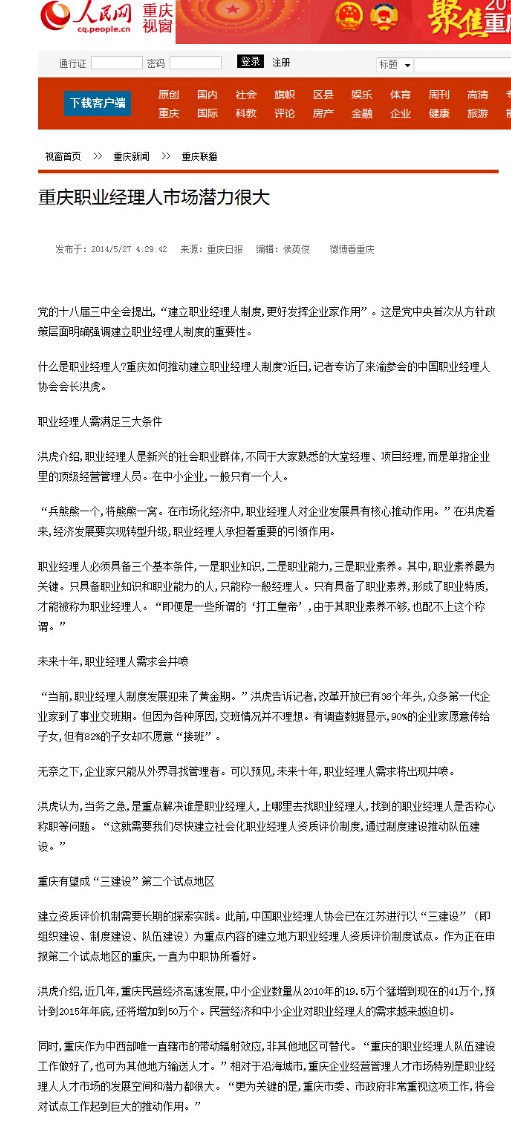 人民网
cq.people.cn
重庆
视窗
聚焦
20
重庆
通行证 密码 登录 注册 标题
下载客户端
原创 国内 社会 旗帜 区县 娱乐 体育 周刊 高清
重庆 国际 科教 评论 房产 金融 企业 健康 旅游
视窗首页 >> 重庆新闻 >> 重庆联播
重庆职业经理人市场潜力很大
发布于：2014/5/27 4:29:42 来源：重庆日报 编辑：侯英俊 微博看重庆
党的十八届三中全会提出,“建立职业经理人制度,更好发挥企业家作用”。这是党中央首次从方针政
策层面明确强调建立职业经理人制度的重要性。
什么是职业经理人?重庆如何推动建立职业经理人制度?近日,记者专访了来渝参会的中国职业经理人
协会会长洪虎。
职业经理人需满足三大条件
洪虎介绍,职业经理人是新兴的社会职业群体,不同于大家熟悉的大堂经理、项目经理,而是单指企业
里的顶级经营管理人员。在中小企业,一般只有一个人。
“兵熊熊一个,将熊熊一窝。在市场化经济中,职业经理人对企业发展具有核心推动作用。”在洪虎看
来,经济发展要实现转型升级,职业经理人承担着重要的引领作用。
职业经理人必须具备三个基本条件,一是职业知识,二是职业能力,三是职业素养。其中,职业素养最为
关键。只具备职业知识和职业能力的人,只能称一般经理人。只有具备了职业素养,形成了职业特质,
才能被称为职业经理人。“即便是一些所谓的‘打工皇帝’,由于其职业素养不够,也配不上这个称
谓。”
未来十年,职业经理人需求会井喷
“当前,职业经理人制度发展迎来了黄金期。”洪虎告诉记者,改革开放已有36个年头,众多第一代企
业家到了事业交班期。但因为各种原因,交班情况并不理想。有调查数据显示,90%的企业家愿意传给
子女,但有82%的子女却不愿意“接班”。
无奈之下,企业家只能从外界寻找管理者。可以预见,未来十年,职业经理人需求将出现井喷。
洪虎认为,当务之急,是重点解决谁是职业经理人,上哪里去找职业经理人,找到的职业经理人是否称心
称职等问题。“这就需要我们尽快建立社会化职业经理人资质评价制度,通过制度建设推动队伍建
设。”
重庆有望成“三建设”第二个试点地区
建立资质评价机制需要长期的探索实践。此前,中国职业经理人协会已在江苏进行以“三建设”（即
组织建设、制度建设、队伍建设）为重点内容的建立地方职业经理人资质评价制度试点。作为正在申
报第二个试点地区的重庆,一直为中职协所看好。
洪虎介绍,近几年,重庆民营经济高速发展,中小企业数量从2010年的19.5万个猛增到现在的41万个,预
计到2015年年底,还将增加到50万个。民营经济和中小企业对职业经理人的需求越来越迫切。
同时,重庆作为中西部唯一直辖市的带动辐射效应,非其他地区可替代。“重庆的职业经理人队伍建设
工作做好了,也可为其他地方输送人才。”相对于沿海城市,重庆企业经营管理人才市场特别是职业经
理人人才市场的发展空间和潜力都很大。“更为关键的是,重庆市委、市政府非常重视这项工作,将会
对试点工作起到巨大的推动作用。”